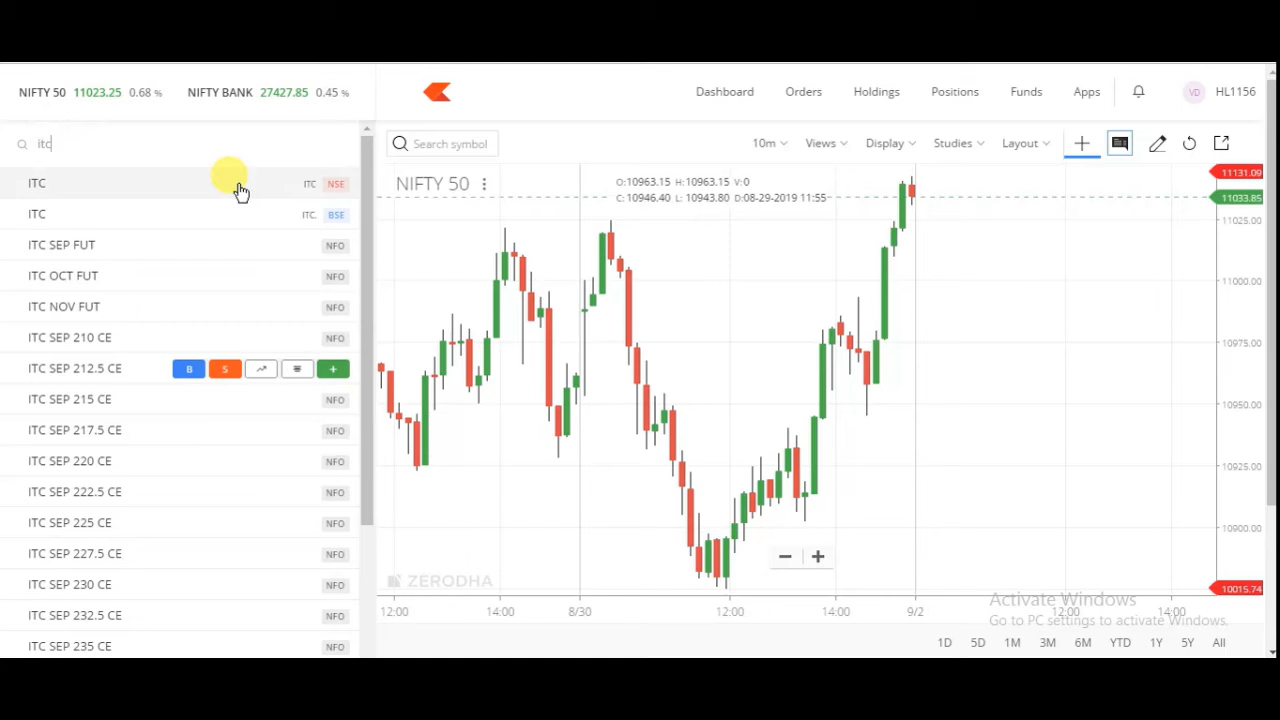 NIFTY 50 11023.25 0.68 % NIFTY BANK 27427.85 0.45 %
Dashboard Orders Holdings Positions Funds Apps VD HL1156
itc
Search symbol 10m Views Display Studies Layout
ITC ITC NSE
ITC ITC. BSE
ITC SEP FUT NFO
ITC OCT FUT NFO
ITC NOV FUT NFO
ITC SEP 210 CE NFO
ITC SEP 212.5 CE B S +
ITC SEP 215 CE NFO
ITC SEP 217.5 CE NFO
ITC SEP 220 CE NFO
ITC SEP 222.5 CE NFO
ITC SEP 225 CE NFO
ITC SEP 227.5 CE NFO
ITC SEP 230 CE NFO
ITC SEP 232.5 CE NFO
ITC SEP 235 CE NFO
NIFTY 50
O:10963.15 H:10963.15 V:0
C:10946.40 L: 10943.80 D:08-29-2019 11:55
11131.09
11033.85
11025.00
11000.00
10975.00
10950.00
10925.00
10900.00
10015.74
ZERODHA
12:00 14:00 8/30 12:00 14:00 9/2 12:00 14:00
Activate Windows
Go to PC settings to activate Windows.
1D 5D 1M 3M 6M YTD 1Y 5Y All